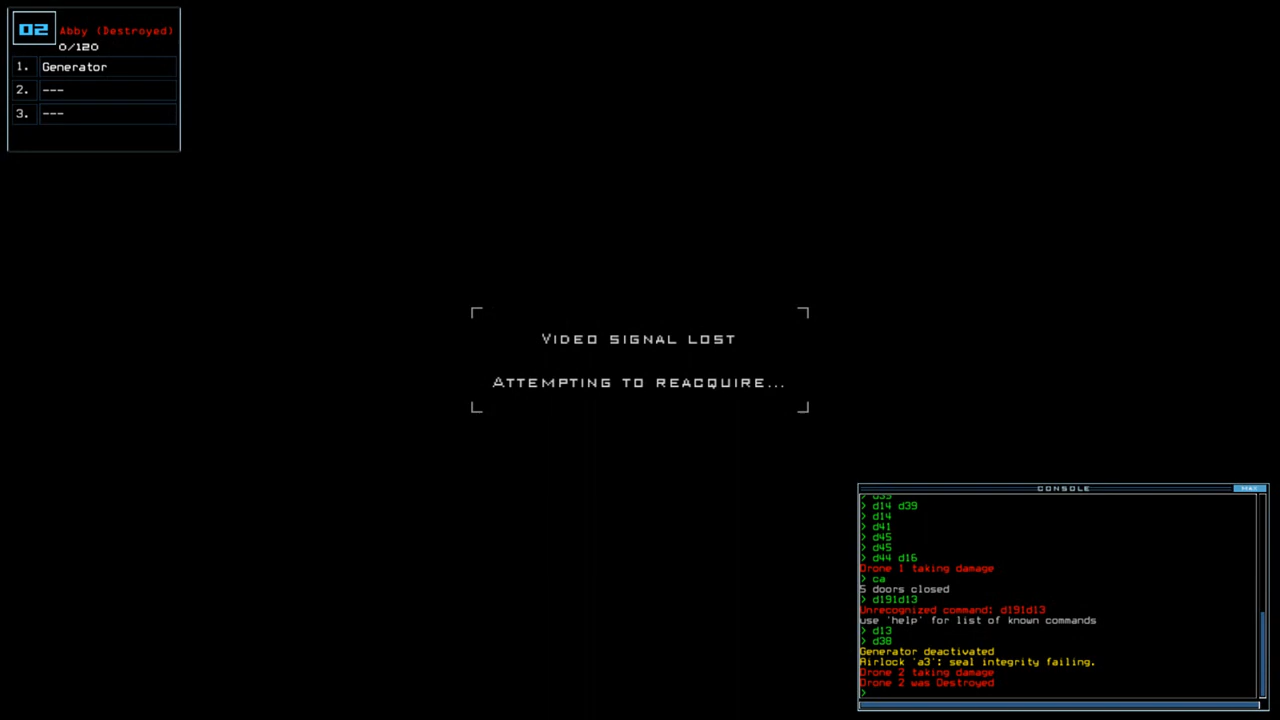 02 Abby (Destroyed)
0/120
1. Generator
2. ---
3. ---
VIDEO SIGNAL LOST
ATTEMPTING TO REACQUIRE...
CONSOLE MAX
> d14 d39
> d14
> d41
> d45
> d45
> d44 d16
Drone 1 taking damage
> ca
5 doors closed
> d191d13
Unrecognized command: d191d13
use 'help' for list of known commands
> d13
> d38
Generator deactivated
Airlock 'a3': seal integrity failing.
Drone 2 taking damage
Drone 2 was Destroyed
>